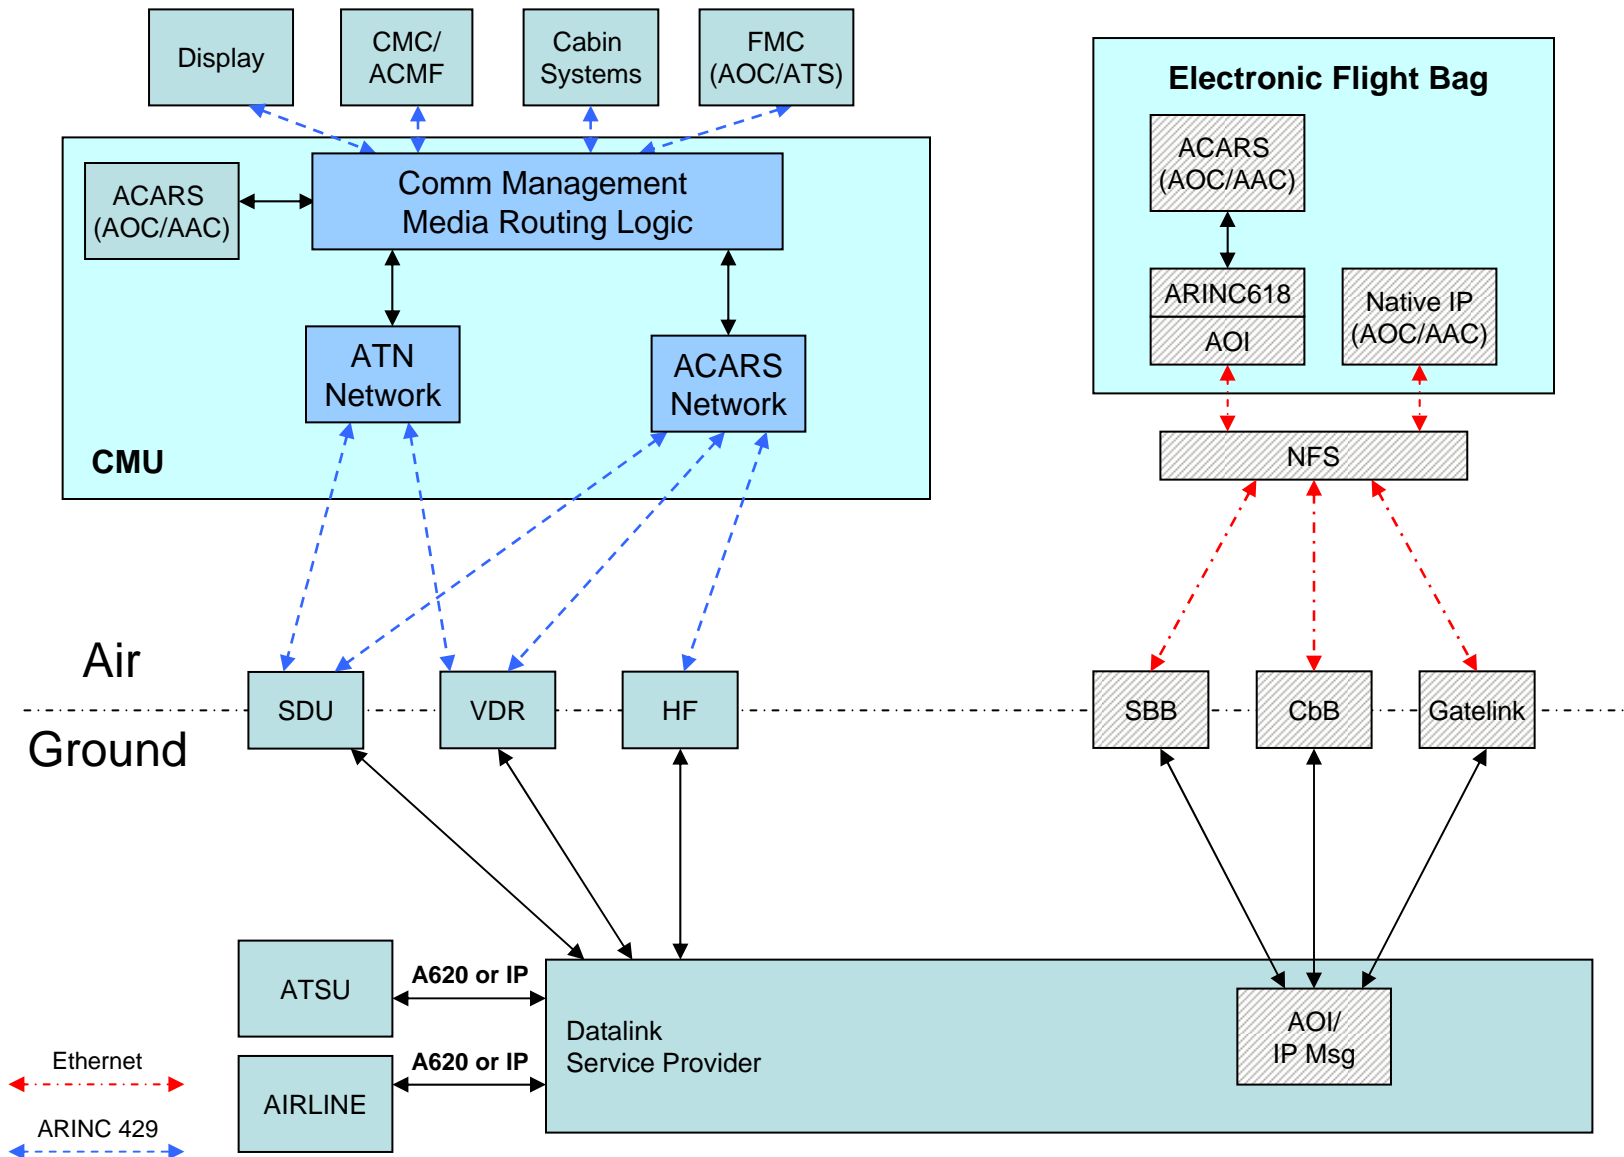 Display
CMC/
ACMF
Cabin
Systems
FMC
(AOC/ATS)
Electronic Flight Bag
ACARS
(AOC/AAC)
Comm Management
Media Routing Logic
ACARS
(AOC/AAC)
ARINC618
AOI
Native IP
(AOC/AAC)
ATN
Network
ACARS
Network
CMU
NFS
Air
Ground
SDU
VDR
HF
SBB
CbB
Gatelink
ATSU
A620 or IP
AIRLINE
A620 or IP
Datalink
Service Provider
AOI/
IP Msg
Ethernet
ARINC 429